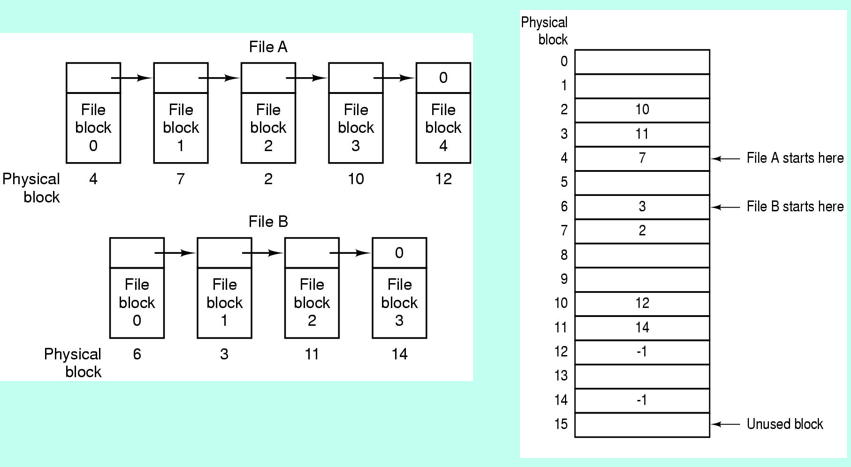 File A
0
File
block
0
File
block
1
File
block
2
File
block
3
File
block
4
Physical
block
4 7 2 10 12
File B
0
File
block
0
File
block
1
File
block
2
File
block
3
Physical
block
6 3 11 14
Physical
block
0
1
2 10
3 11
4 7 File A starts here
5
6 3 File B starts here
7 2
8
9
10 12
11 14
12 -1
13
14 -1
15 Unused block